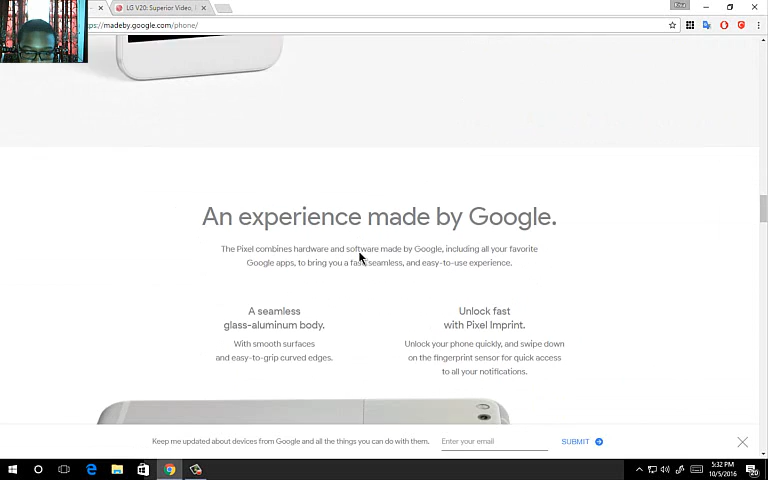 LG V20: Superior Video,
Kiva
ps://madeby.google.com/phone/
An experience made by Google.
The Pixel combines hardware and software made by Google, including all your favorite
Google apps, to bring you a fast, seamless, and easy-to-use experience.
A seamless
glass-aluminum body.
With smooth surfaces
and easy-to-grip curved edges.
Unlock fast
with Pixel Imprint.
Unlock your phone quickly, and swipe down
on the fingerprint sensor for quick access
to all your notifications.
Keep me updated about devices from Google and all the things you can do with them.
Enter your email
SUBMIT
5:32 PM
10/5/2016
20